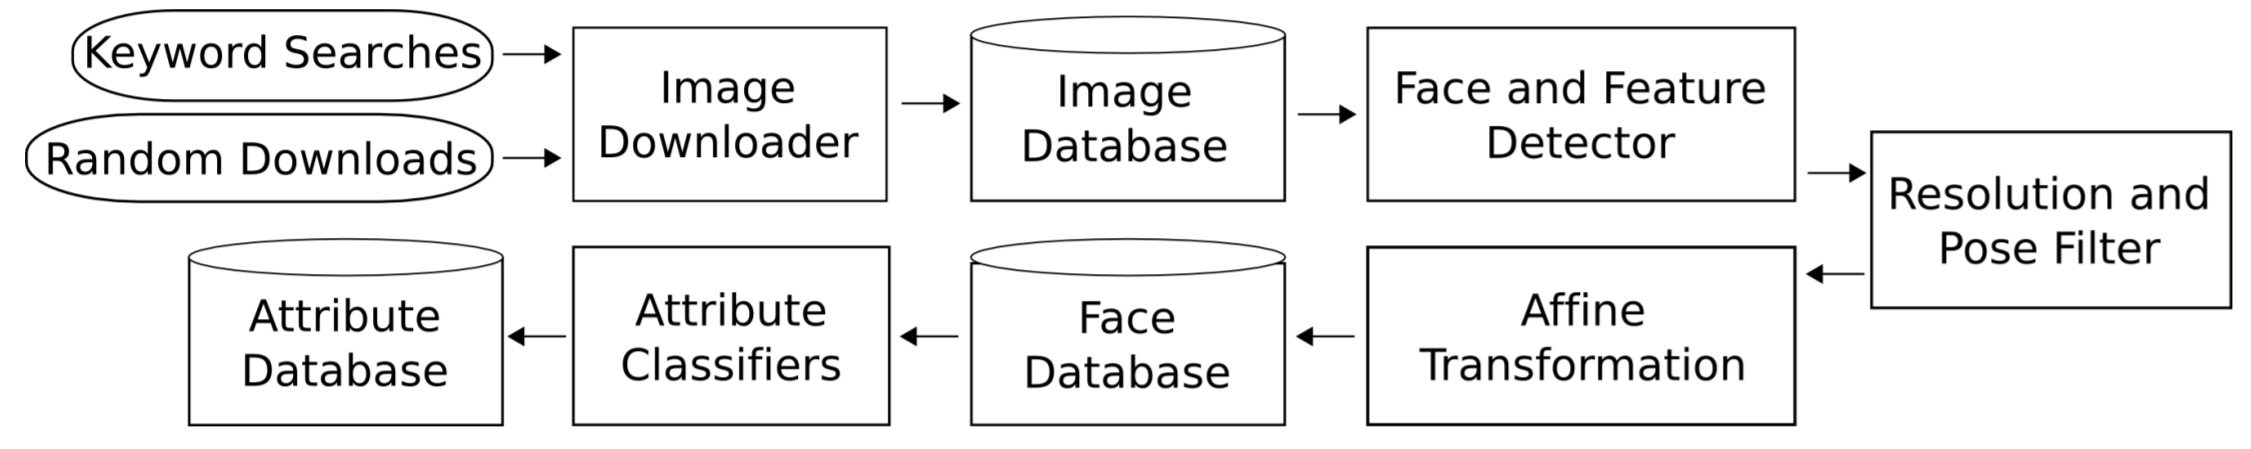 Keyword Searches
Random Downloads
Image
Downloader
Image
Database
Face and Feature
Detector
Resolution and
Pose Filter
Affine
Transformation
Face
Database
Attribute
Classifiers
Attribute
Database